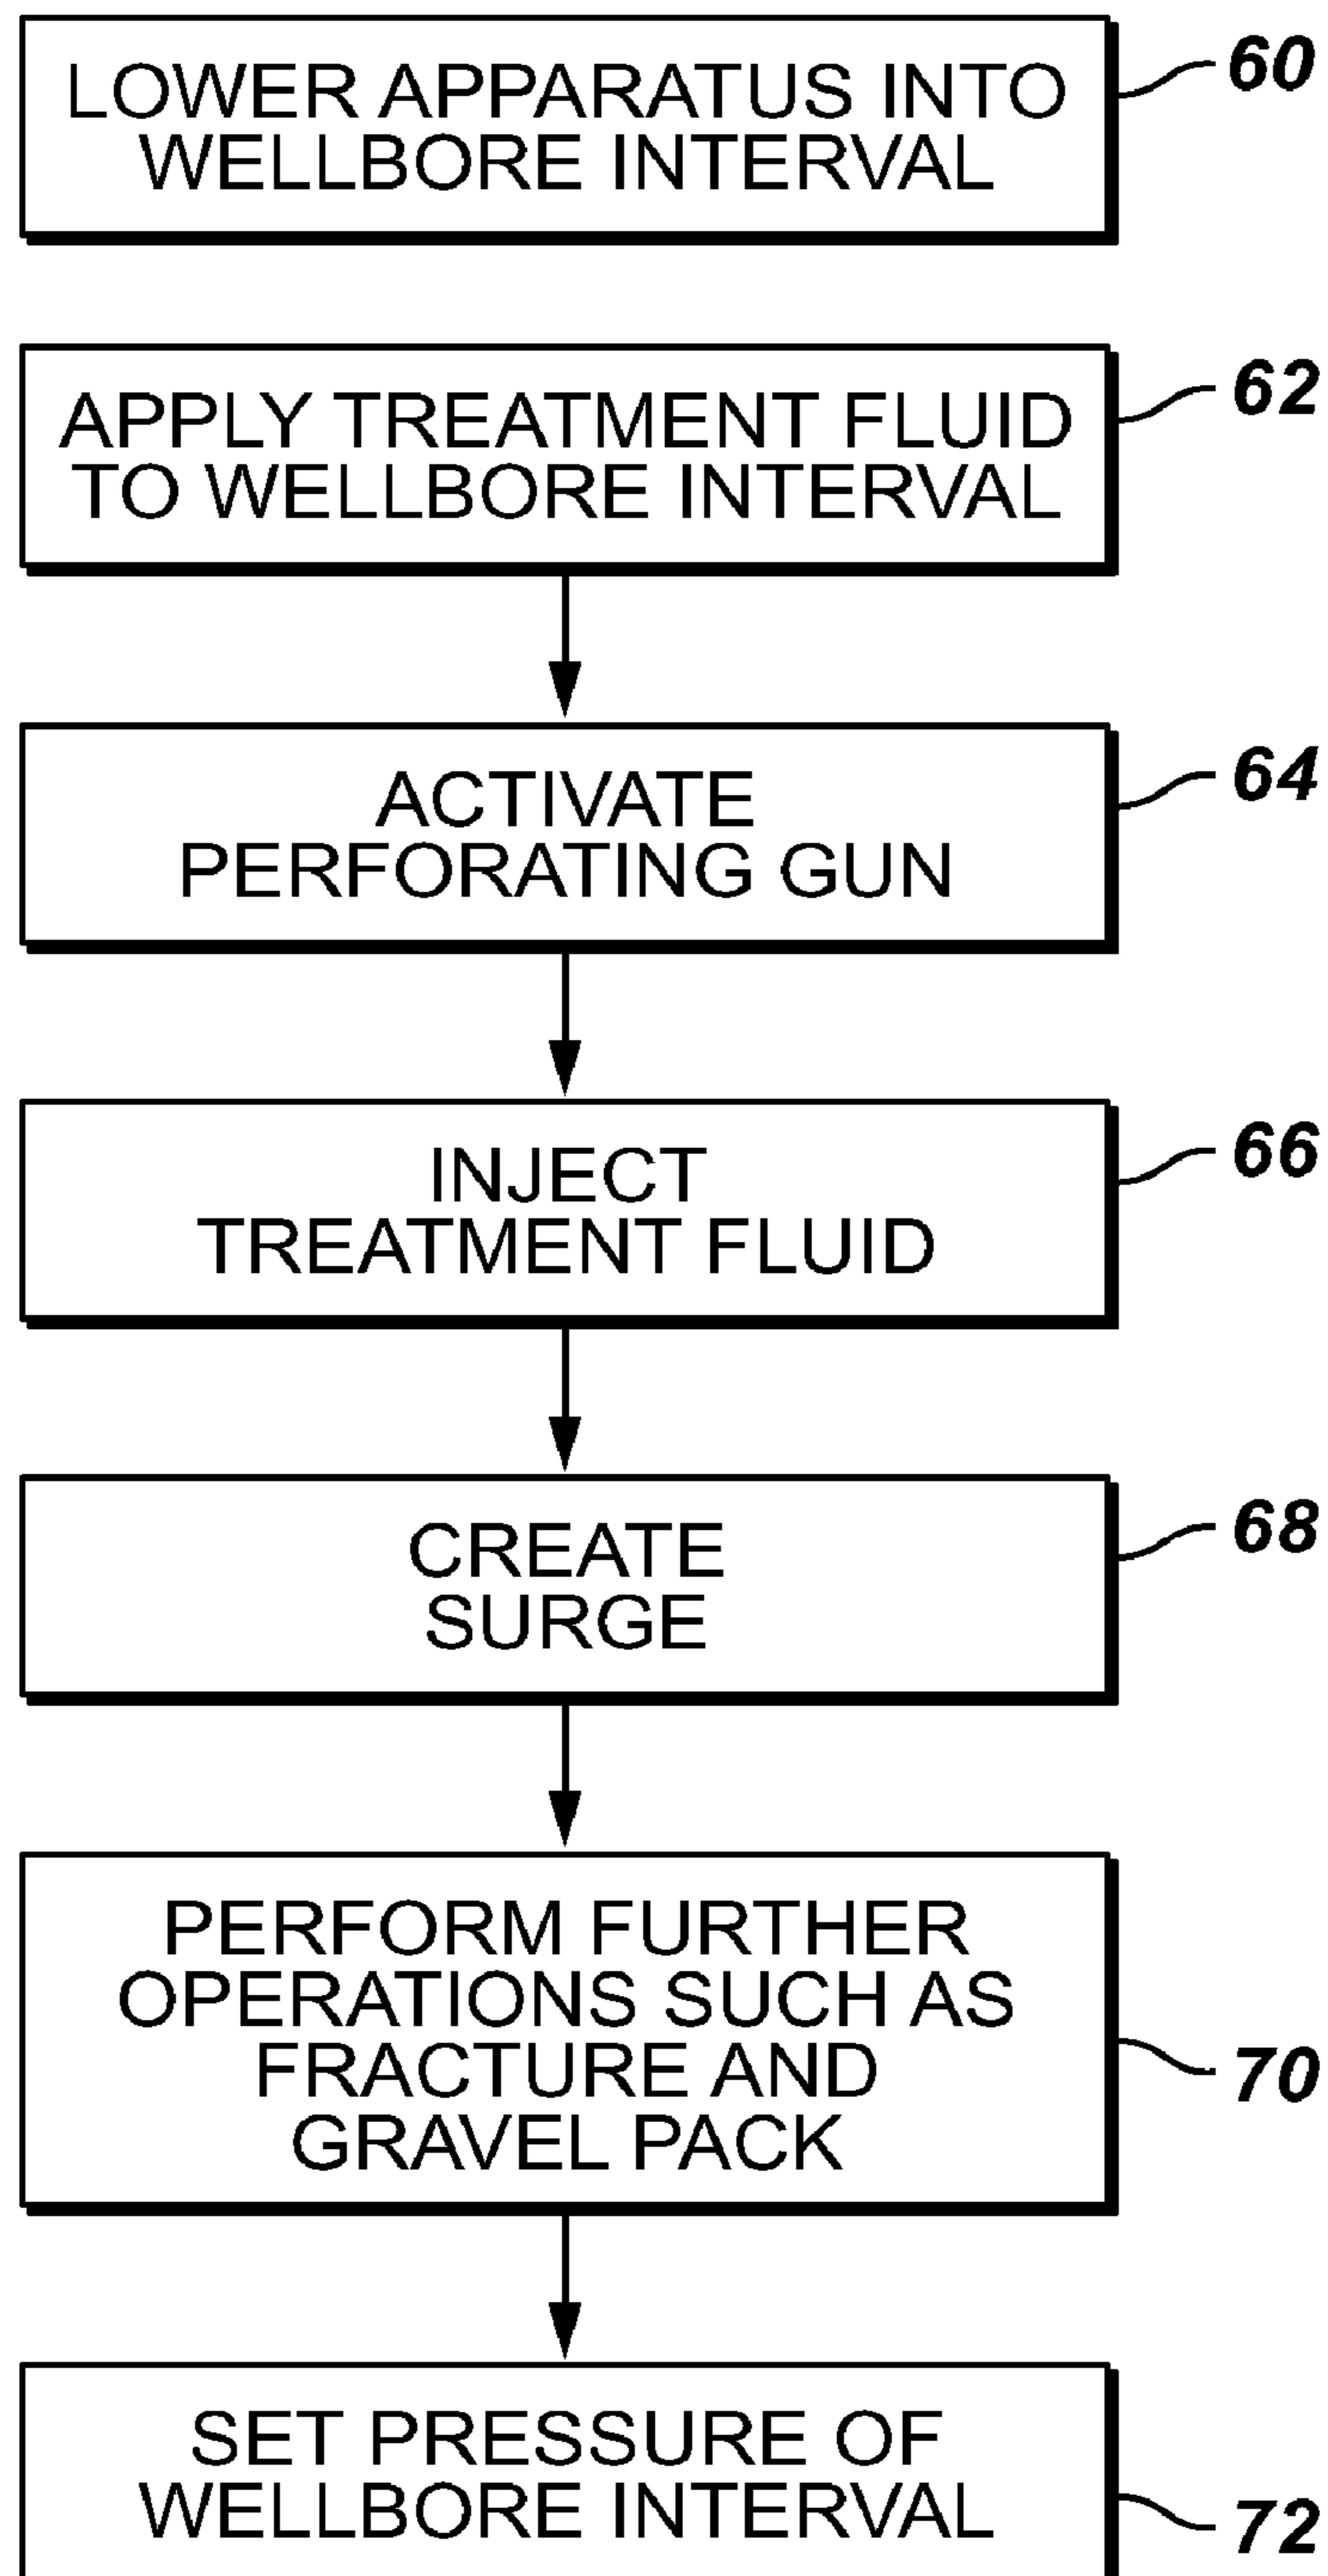 LOWER APPARATUS INTO
WELLBORE INTERVAL
60
APPLY TREATMENT FLUID
TO WELLBORE INTERVAL
62
ACTIVATE
PERFORATING GUN
64
INJECT
TREATMENT FLUID
66
CREATE
SURGE
68
PERFORM FURTHER
OPERATIONS SUCH AS
FRACTURE AND
GRAVEL PACK
70
SET PRESSURE OF
WELLBORE INTERVAL
72